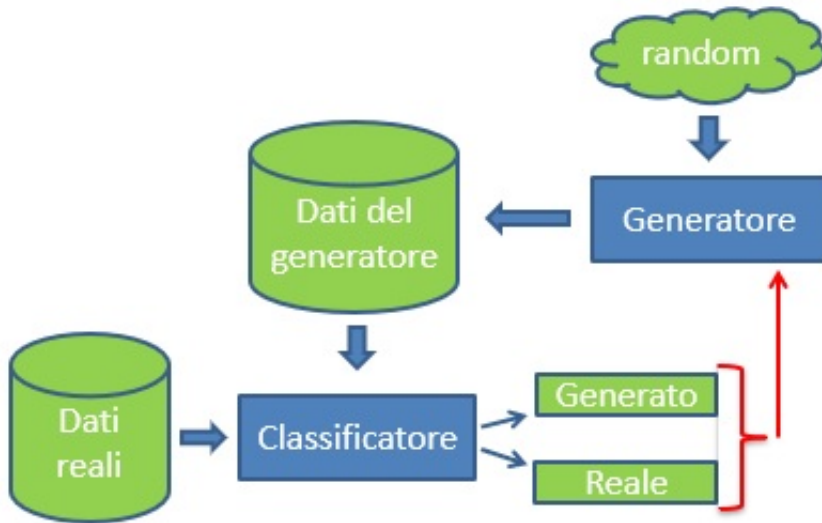 random
Generatore
Dati del
generatore
Dati
reali
Classificatore
Generato
Reale